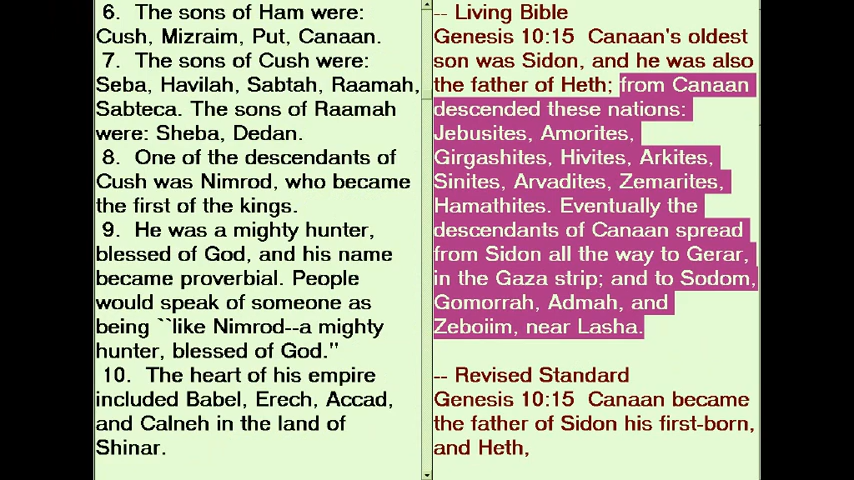 6.  The sons of Ham were:
Cush, Mizraim, Put, Canaan.
7.  The sons of Cush were:
Seba, Havilah, Sabtah, Raamah,
Sabteca. The sons of Raamah
were: Sheba, Dedan.
8.  One of the descendants of
Cush was Nimrod, who became
the first of the kings.
9.  He was a mighty hunter,
blessed of God, and his name
became proverbial. People
would speak of someone as
being ``like Nimrod--a mighty
hunter, blessed of God.''
10.  The heart of his empire
included Babel, Erech, Accad,
and Calneh in the land of
Shinar.
-- Living Bible
Genesis 10:15  Canaan's oldest
son was Sidon, and he was also
the father of Heth; from Canaan
descended these nations:
Jebusites, Amorites,
Girgashites, Hivites, Arkites,
Sinites, Arvadites, Zemarites,
Hamathites. Eventually the
descendants of Canaan spread
from Sidon all the way to Gerar,
in the Gaza strip; and to Sodom,
Gomorrah, Admah, and
Zeboiim, near Lasha.
-- Revised Standard
Genesis 10:15  Canaan became
the father of Sidon his first-born,
and Heth,